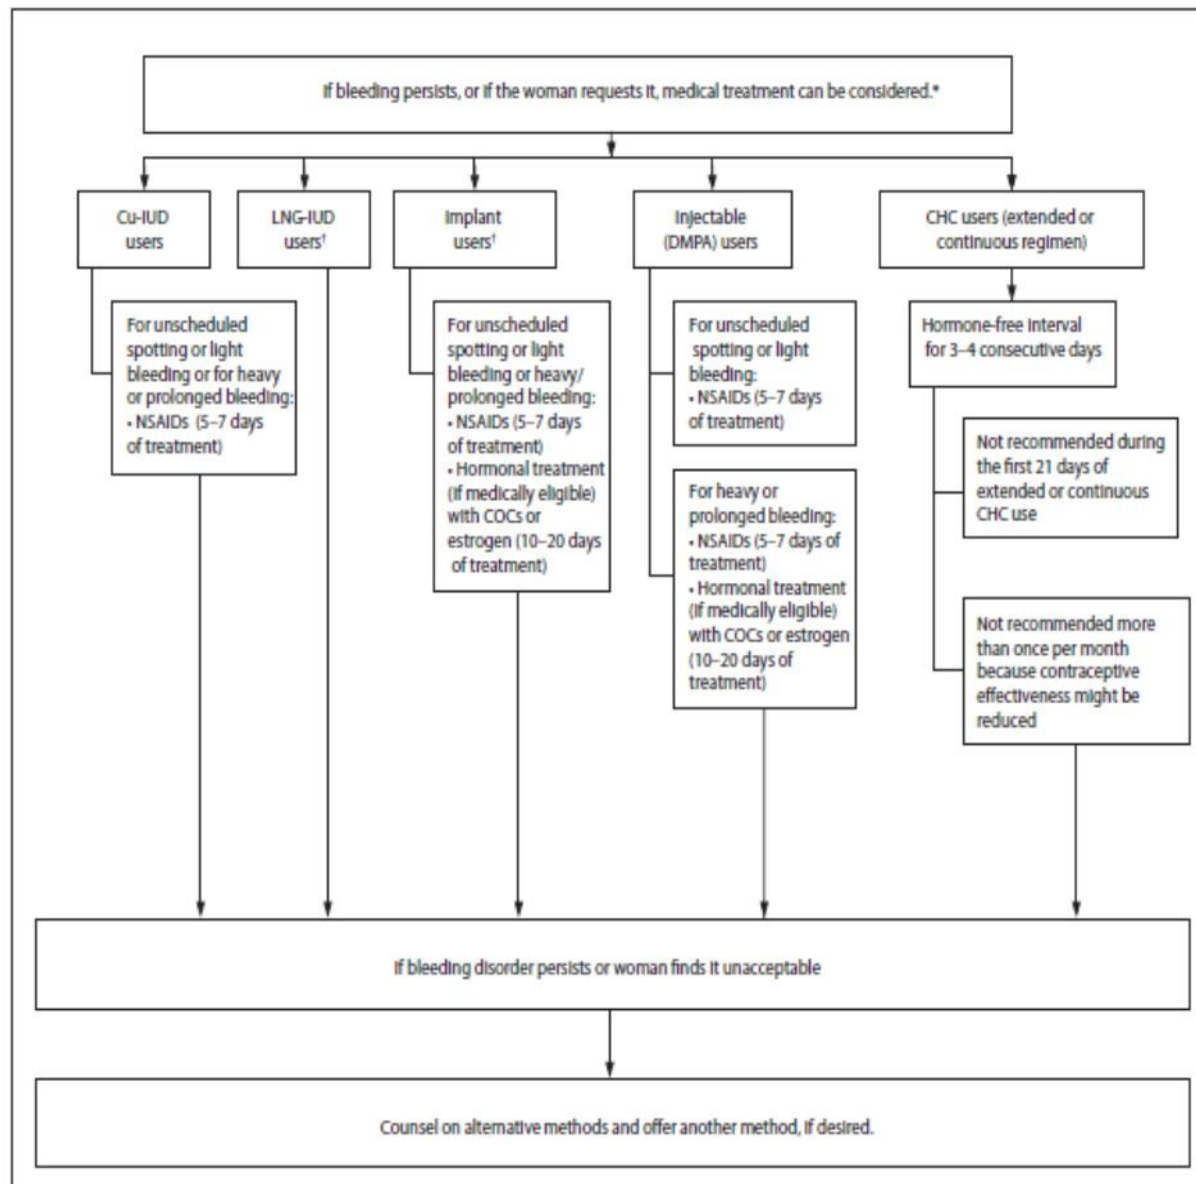 If bleeding persists, or if the woman requests it, medical treatment can be considered.*
Cu-IUD
users
LNG-IUD
users†
Implant
users†
Injectable
(DMPA) users
CHC users (extended or
continuous regimen)
For unscheduled
spotting or light
bleeding or for heavy
or prolonged bleeding:
• NSAIDs (5–7 days
of treatment)
For unscheduled
spotting or light
bleeding or heavy/
prolonged bleeding:
• NSAIDs (5–7 days
of treatment)
• Hormonal treatment
(if medically eligible)
with COCs or
estrogen (10–20 days
of treatment)
For unscheduled
spotting or light
bleeding:
• NSAIDs (5–7 days
of treatment)
For heavy or
prolonged bleeding:
• NSAIDs (5–7 days of
treatment)
• Hormonal treatment
(if medically eligible)
with COCs or estrogen
(10–20 days of
treatment)
Hormone-free interval
for 3–4 consecutive days
Not recommended during
the first 21 days of
extended or continuous
CHC use
Not recommended more
than once per month
because contraceptive
effectiveness might be
reduced
If bleeding disorder persists or woman finds it unacceptable
Counsel on alternative methods and offer another method, if desired.